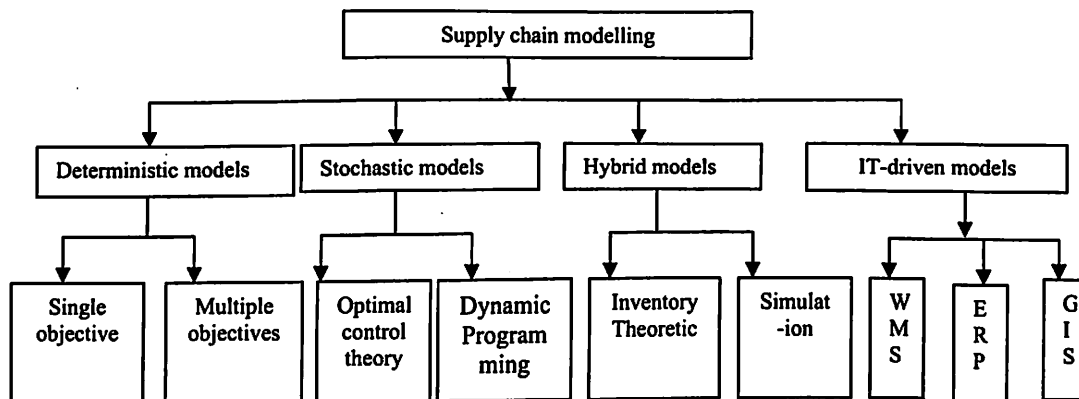 Supply chain modelling
Deterministic models
Stochastic models
Hybrid models
IT-driven models
Single
objective
Multiple
objectives
Optimal
control
theory
Dynamic
Program
ming
Inventory
Theoretic
Simulat
-ion
W
M
S
E
R
P
G
I
S